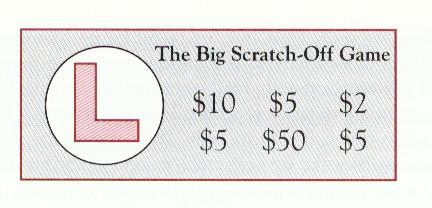 The Big Scratch-Off Game
L
$10 $5 $2
$5 $50 $5